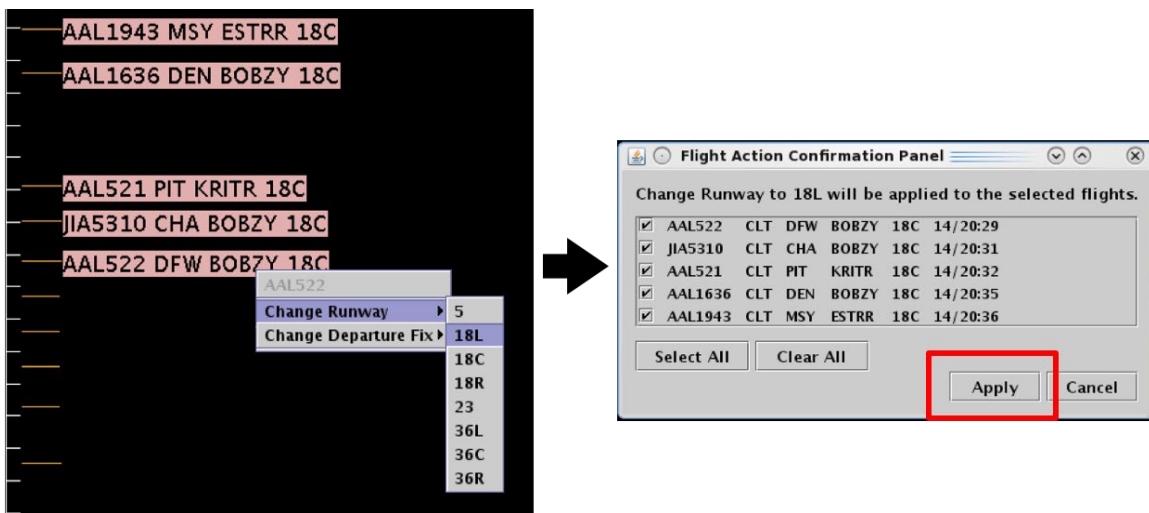 AAL1943 MSY ESTRR 18C
AAL1636 DEN BOBZY 18C
AAL521 PIT KRITR 18C
JIA5310 CHA BOBZY 18C
AAL522 DFW BOBZY 18C
AAL522
Change Runway
Change Departure Fix
5
18L
18C
18R
23
36L
36C
36R
Flight Action Confirmation Panel
Change Runway to 18L will be applied to the selected flights.
AAL522 CLT DFW BOBZY 18C 14/20:29
JIA5310 CLT CHA BOBZY 18C 14/20:31
AAL521 CLT PIT KRITR 18C 14/20:32
AAL1636 CLT DEN BOBZY 18C 14/20:35
AAL1943 CLT MSY ESTRR 18C 14/20:36
Select All Clear All
Apply Cancel